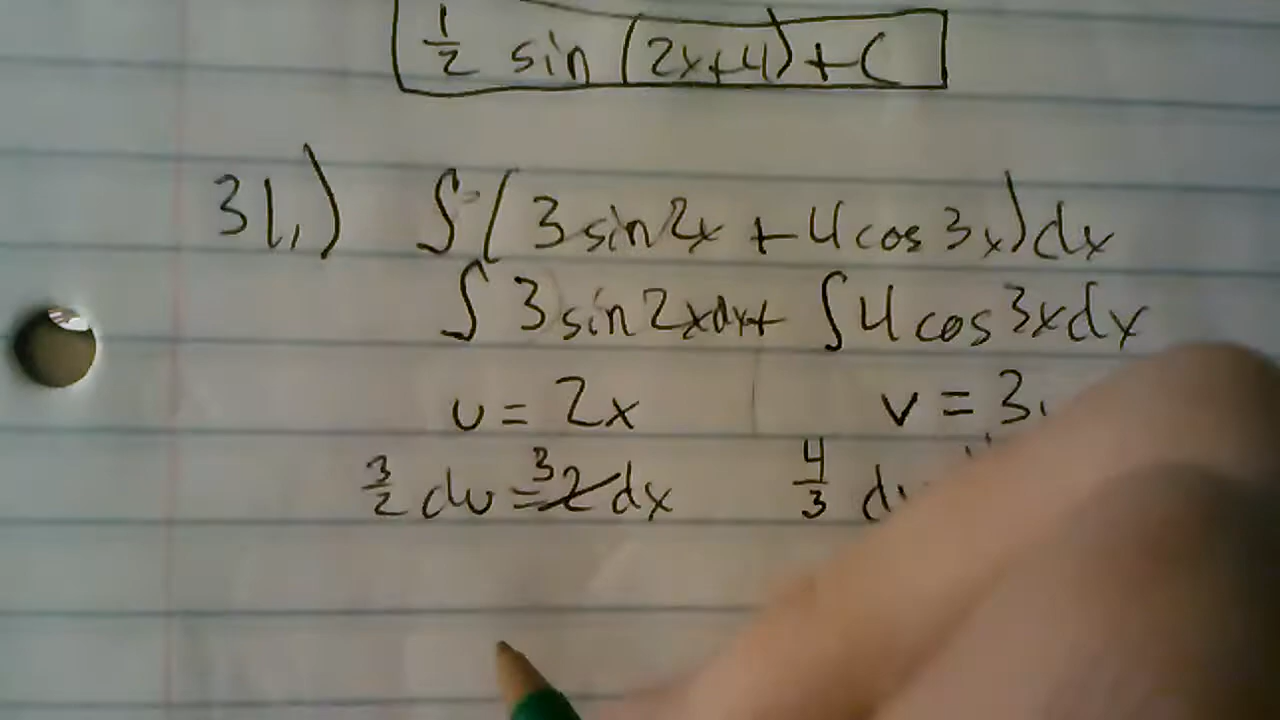 1/2 sin (2x+4) + C
31.) ∫(3 sin 2x + 4 cos 3x) dx
∫ 3 sin 2x dx + ∫ 4 cos 3x dx
u = 2x v = 3
3/2 du = 3 2 dx 4/3